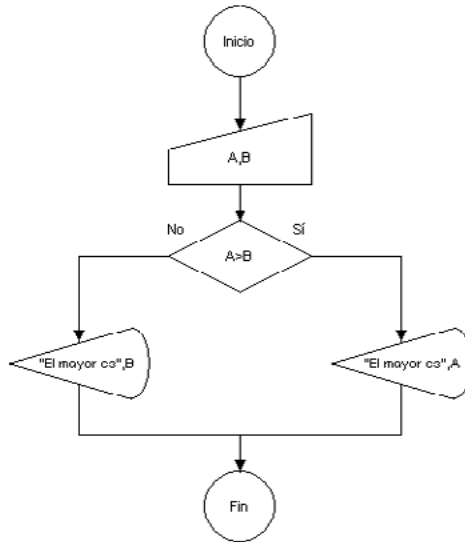 Inicio
A,B
No
Sí
A>B
"El mayor es",B
"El mayor es",A
Fin